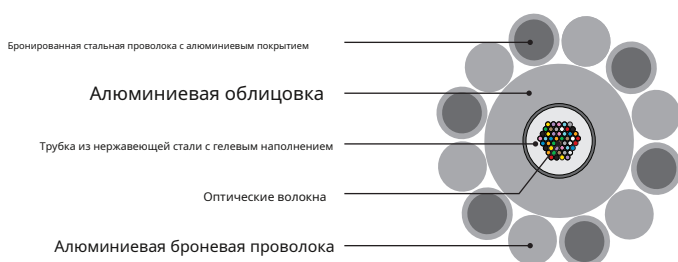 Бронированная стальная проволока с алюминиевым покрытием
Алюминиевая облицовка
Трубка из нержавеющей стали с гелевым наполнением
Оптические волокна
Алюминиевая броневая проволока